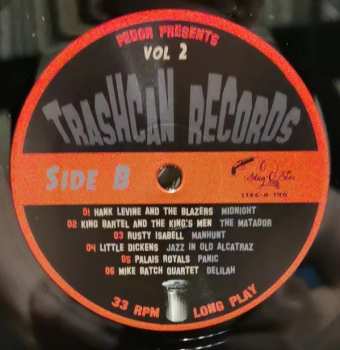 PEDOR PRESENTS
VOL 2
TRASHCAN RECORDS
SIDE B
01 HANK LEVINE AND THE BLAZERS MIDNIGHT
02 KING BARTEL AND THE KING'S MEN THE MATADOR
03 RUSTY ISABELL MANHUNT
04 LITTLE DICKENS JAZZ IN OLD ALCATRAZ
05 PALAIS ROYALS PANIC
06 MIKE BATCH QUARTET DELILAH
33 RPM LONG PLAY